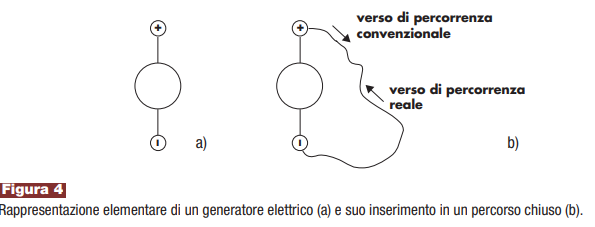 +
+
verso di percorrenza
convenzionale
verso di percorrenza
reale
-
-
a)
b)
Figura 4
Rappresentazione elementare di un generatore elettrico (a) e suo inserimento in un percorso chiuso (b).